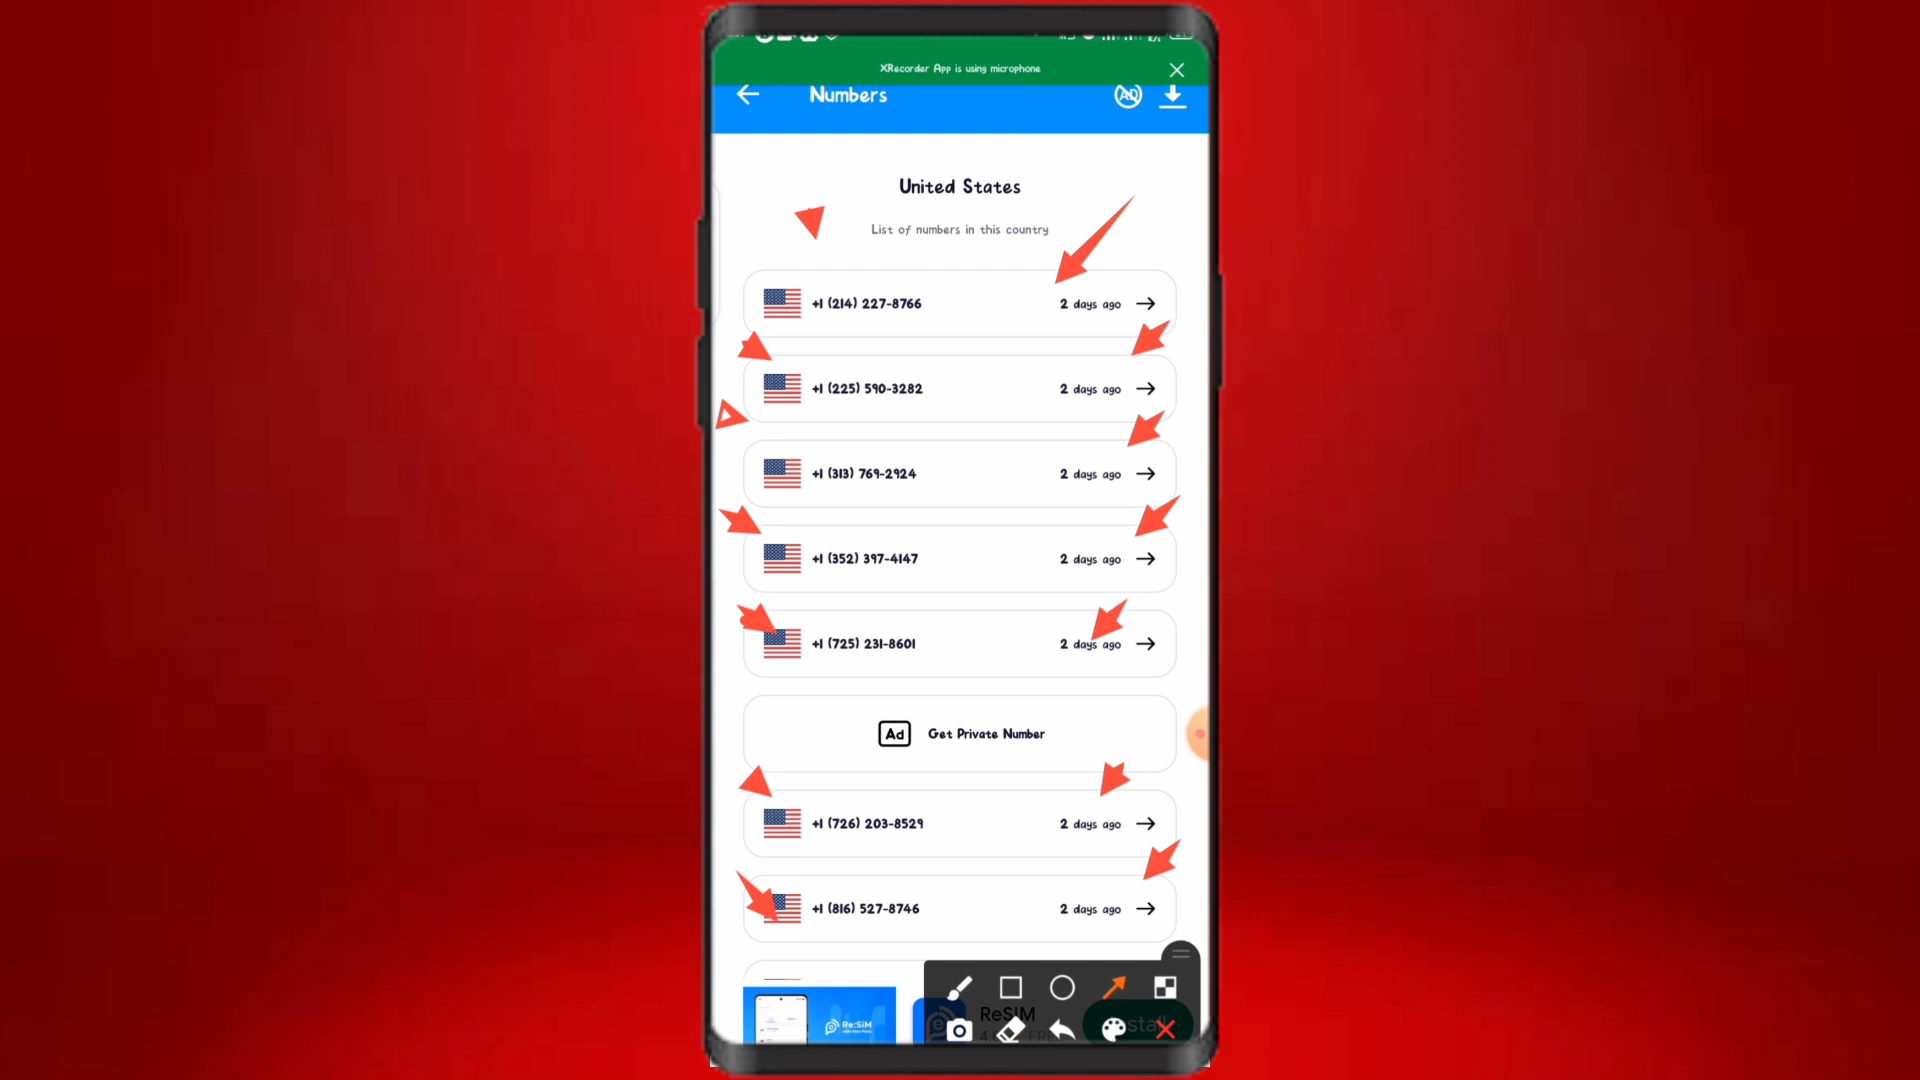 XRecorder App is using microphone
Numbers
AD
United States
List of numbers in this country
+1 (214) 227-8766 2 days ago
+1 (225) 590-3282 2 days ago
+1 (313) 769-2924 2 days ago
+1 (352) 397-4147 2 days ago
+1 (725) 231-8601 2 days ago
Ad Get Private Number
+1 (726) 203-8529 2 days ago
+1 (816) 527-8746 2 days ago
ReSIM
Re:SiM